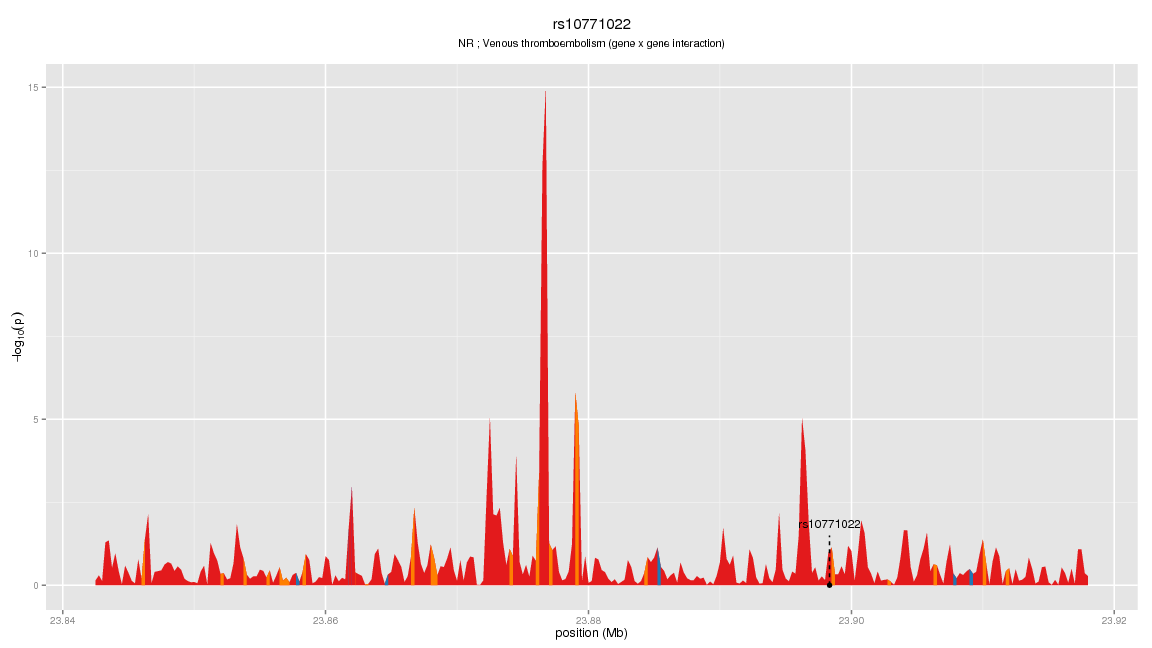 rs10771022
NR ; Venous thromboembolism (gene x gene interaction)
15
10
5
0
−log10(p)
rs10771022
23.84
23.86
23.88
23.90
23.92
position (Mb)